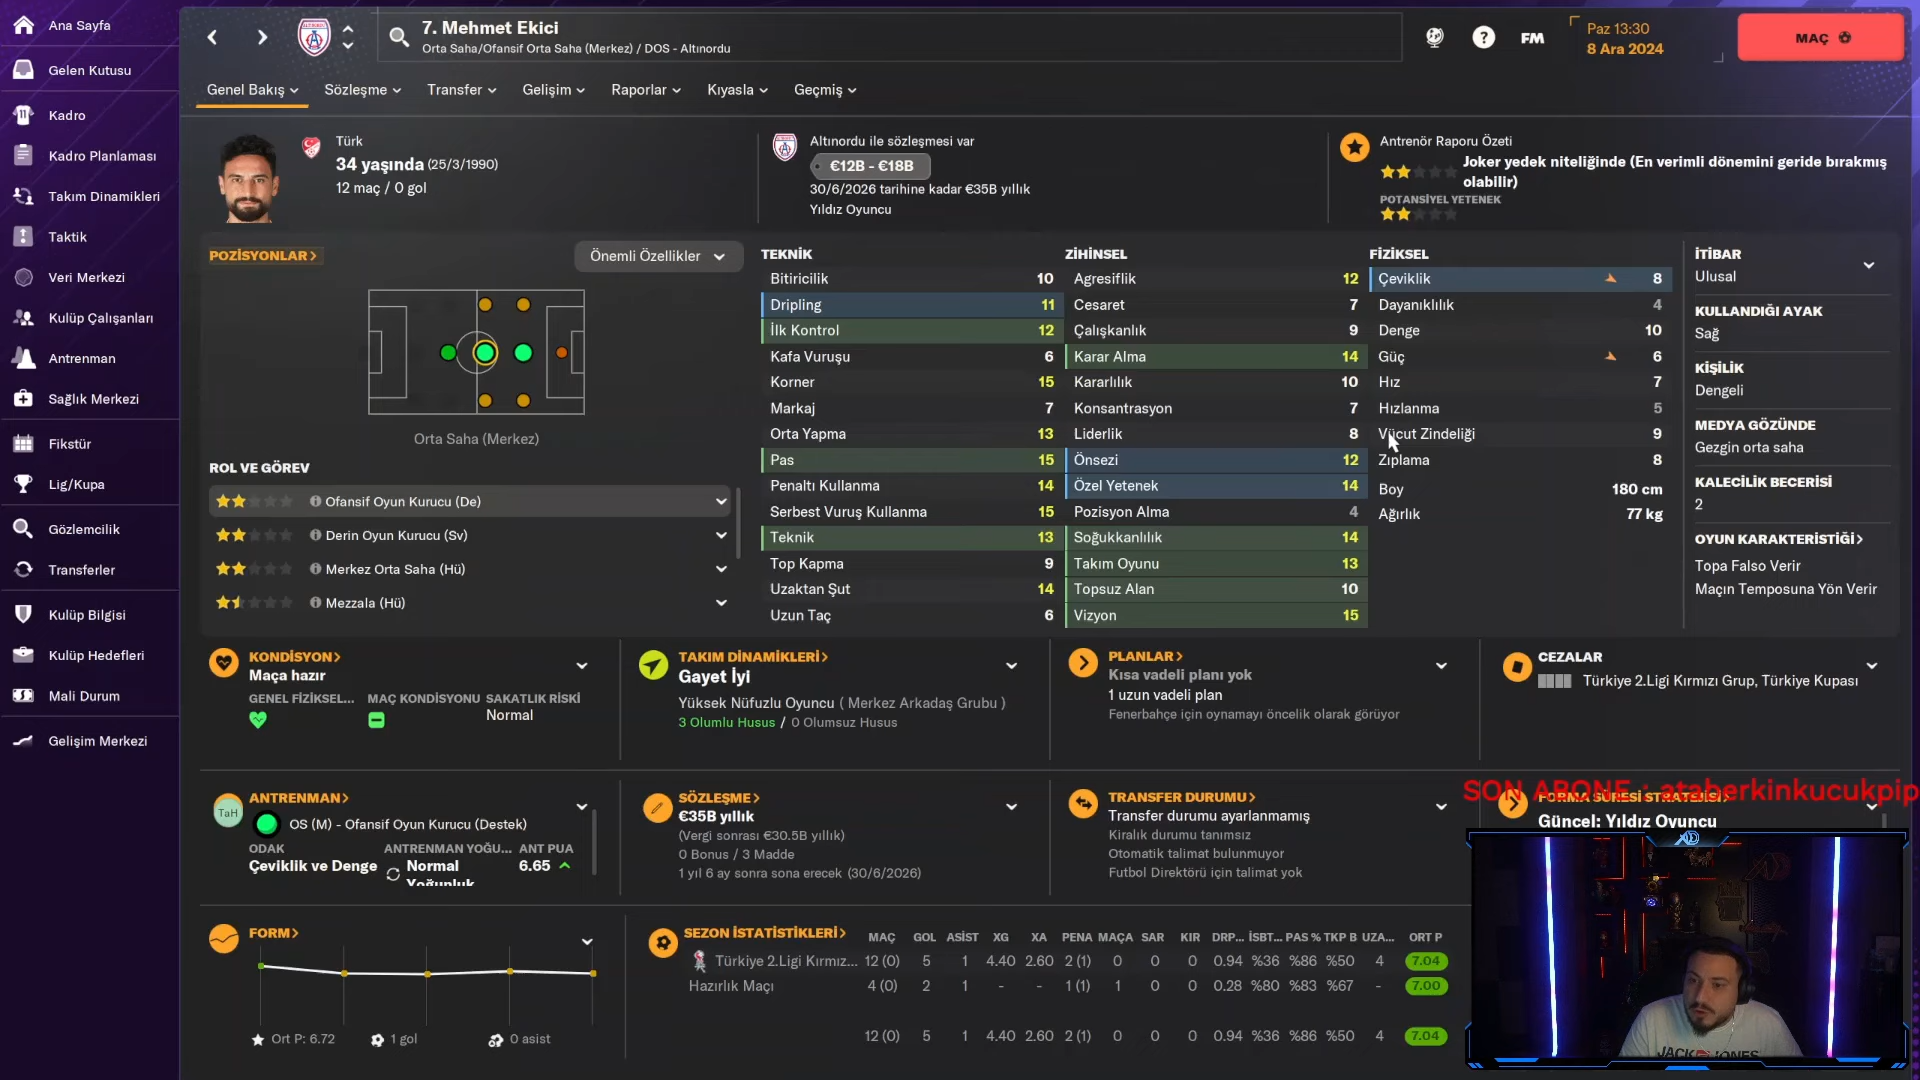 Ana Sayfa
Gelen Kutusu
Kadro
Kadro Planlaması
Takım Dinamikleri
Taktik
Veri Merkezi
Kulüp Çalışanları
Antrenman
Sağlık Merkezi
Fikstür
Lig/Kupa
Gözlemcilik
Transferler
Kulüp Bilgisi
Kulüp Hedefleri
Mali Durum
Gelişim Merkezi
7. Mehmet Ekici
Orta Saha/Ofansif Orta Saha (Merkez) / DOS - Altınordu
? FM
Paz 13:30
8 Ara 2024
MAÇ
Genel Bakış Sözleşme Transfer Gelişim Raporlar Kıyasla Geçmiş
Türk
34 yaşında (25/3/1990)
12 maç / 0 gol
Altınordu ile sözleşmesi var
€12B - €18B
30/6/2026 tarihine kadar €35B yıllık
Yıldız Oyuncu
Antrenör Raporu Özeti
Joker yedek niteliğinde (En verimli dönemini geride bırakmış olabilir)
POTANSİYEL YETENEK
POZİSYONLAR>
Önemli Özellikler
Orta Saha (Merkez)
ROL VE GÖREV
Ofansif Oyun Kurucu (De)
Derin Oyun Kurucu (Sv)
Merkez Orta Saha (Hü)
Mezzala (Hü)
TEKNİK
Bitiricilik 10
Dripling 11
İlk Kontrol 12
Kafa Vuruşu 6
Korner 15
Markaj 7
Orta Yapma 13
Pas 15
Penaltı Kullanma 14
Serbest Vuruş Kullanma 15
Teknik 13
Top Kapma 9
Uzaktan Şut 14
Uzun Taç 6
ZİHİNSEL
Agresiflik 12
Cesaret 7
Çalışkanlık 9
Karar Alma 14
Kararlılık 10
Konsantrasyon 7
Liderlik 8
Önsezi 12
Özel Yetenek 14
Pozisyon Alma 4
Soğukkanlılık 14
Takım Oyunu 13
Topsuz Alan 10
Vizyon 15
FİZİKSEL
Çeviklik 8
Dayanıklılık 4
Denge 10
Güç 6
Hız 7
Hızlanma 5
Vücut Zindeliği 9
Zıplama 8
Boy 180 cm
Ağırlık 77 kg
İTİBAR
Ulusal
KULLANDIĞI AYAK
Sağ
KİŞİLİK
Dengeli
MEDYA GÖZÜNDE
Gezgin orta saha
KALECİLİK BECERİSİ
2
OYUN KARAKTERİSTİĞİ>
Topa Falso Verir
Maçın Temposuna Yön Verir
KONDİSYON>
Maça hazır
GENEL FİZİKSEL... MAÇ KONDİSYONU SAKATLIK RİSKİ
Normal
TAKIM DİNAMİKLERİ>
Gayet İyi
Yüksek Nüfuzlu Oyuncu ( Merkez Arkadaş Grubu )
3 Olumlu Husus / 0 Olumsuz Husus
PLANLAR>
Kısa vadeli planı yok
1 uzun vadeli plan
Fenerbahçe için oynamayı öncelik olarak görüyor
CEZALAR
Türkiye 2.Ligi Kırmızı Grup, Türkiye Kupası
ANTRENMAN>
TaH
OS (M) - Ofansif Oyun Kurucu (Destek)
ODAK ANTRENMAN YOĞU... ANT PUA
Çeviklik ve Denge Normal Yoğunluk 6.65
SÖZLEŞME>
€35B yıllık
(Vergi sonrası €30.5B yıllık)
0 Bonus / 3 Madde
1 yıl 6 ay sonra sona erecek (30/6/2026)
TRANSFER DURUMU>
Transfer durumu ayarlanmamış
Kiralık durumu tanımsız
Otomatik talimat bulunmuyor
Futbol Direktörü için talimat yok
SON ABONE : ataberkinkucukpip
FORMA SÜRESİ STRATEJİSİ>
Güncel: Yıldız Oyuncu
FORM>
Ort P: 6.72 1 gol 0 asist
SEZON İSTATİSTİKLERİ> MAÇ GOL ASİST XG XA PENA MAÇA SAR KIR DRP... İSBT... PAS % TKP B UZA... ORT P
Türkiye 2.Ligi Kırmız... 12 (0) 5 1 4.40 2.60 2 (1) 0 0 0 0.94 %36 %86 %50 4 7.04
Hazırlık Maçı 4 (0) 2 1 - - 1 (1) 1 0 0 0.28 %80 %83 %67 - 7.00
12 (0) 5 1 4.40 2.60 2 (1) 0 0 0 0.94 %36 %86 %50 4 7.04
JACK JONES